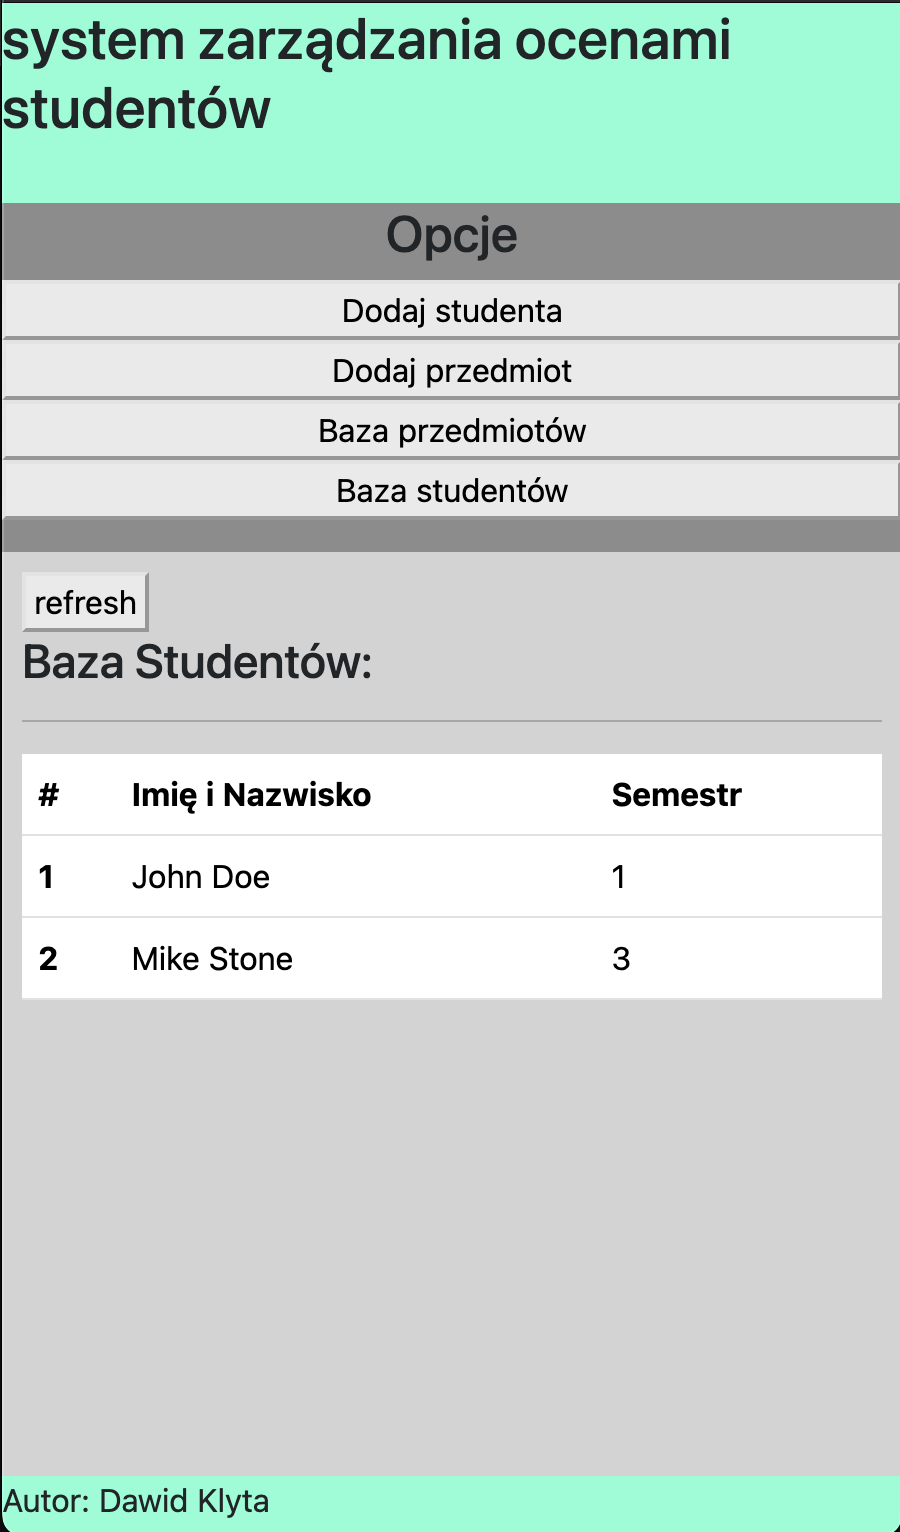 system zarządzania ocenami
studentów
Opcje
Dodaj studenta
Dodaj przedmiot
Baza przedmiotów
Baza studentów
refresh
Baza Studentów:
# Imię i Nazwisko Semestr
1 John Doe 1
2 Mike Stone 3
Autor: Dawid Klyta